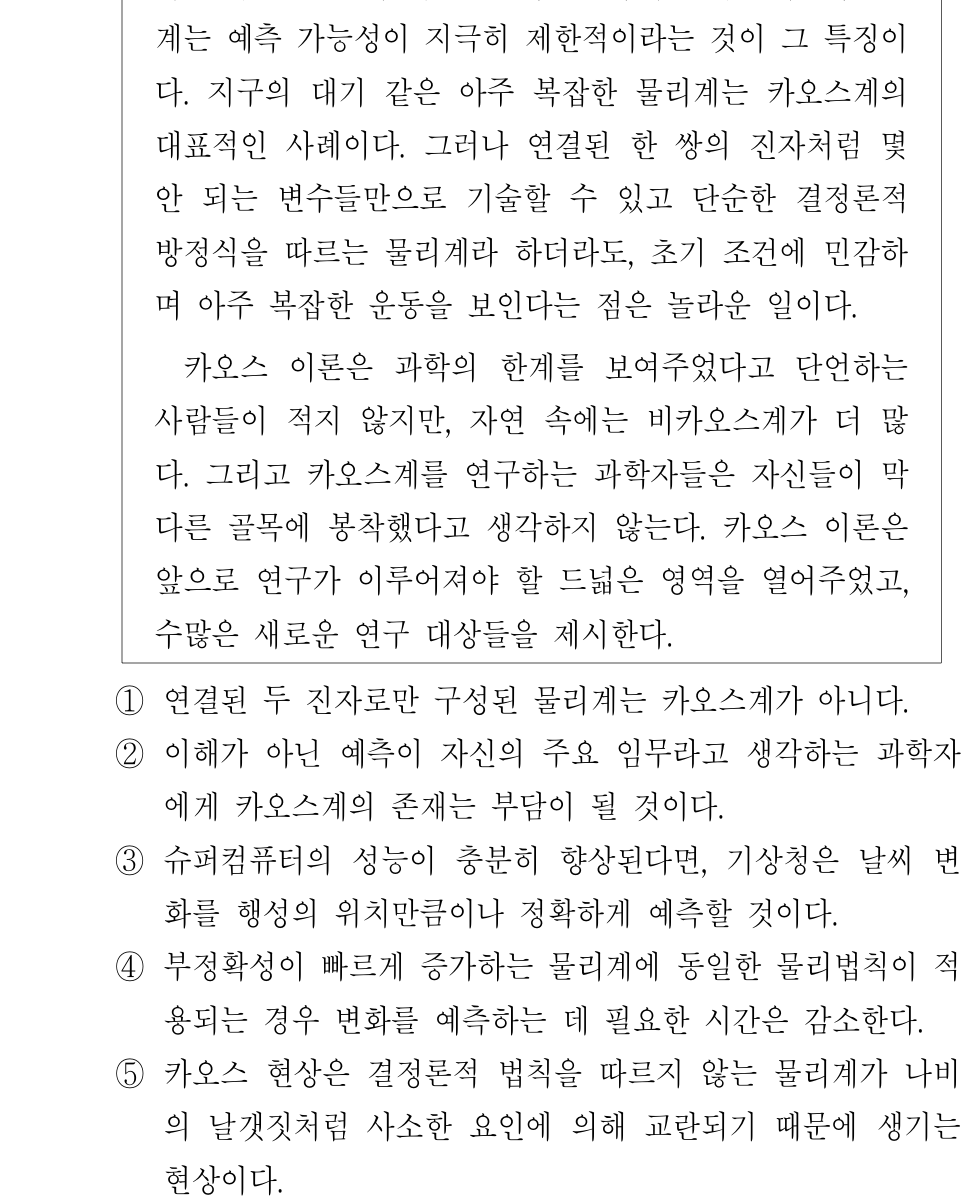 계는 예측 가능성이 지극히 제한적이라는 것이 그 특징이
다. 지구의 대기 같은 아주 복잡한 물리계는 카오스계의
대표적인 사례이다. 그러나 연결된 한 쌍의 진자처럼 몇
안 되는 변수들만으로 기술할 수 있고 단순한 결정론적
방정식을 따르는 물리계라 하더라도, 초기 조건에 민감하
며 아주 복잡한 운동을 보인다는 점은 놀라운 일이다.
카오스 이론은 과학의 한계를 보여주었다고 단언하는
사람들이 적지 않지만, 자연 속에는 비카오스계가 더 많
다. 그리고 카오스계를 연구하는 과학자들은 자신들이 막
다른 골목에 봉착했다고 생각하지 않는다. 카오스 이론은
앞으로 연구가 이루어져야 할 드넓은 영역을 열어주었고,
수많은 새로운 연구 대상들을 제시한다.
① 연결된 두 진자로만 구성된 물리계는 카오스계가 아니다.
② 이해가 아닌 예측이 자신의 주요 임무라고 생각하는 과학자
에게 카오스계의 존재는 부담이 될 것이다.
③ 슈퍼컴퓨터의 성능이 충분히 향상된다면, 기상청은 날씨 변
화를 행성의 위치만큼이나 정확하게 예측할 것이다.
④ 부정확성이 빠르게 증가하는 물리계에 동일한 물리법칙이 적
용되는 경우 변화를 예측하는 데 필요한 시간은 감소한다.
⑤ 카오스 현상은 결정론적 법칙을 따르지 않는 물리계가 나비
의 날갯짓처럼 사소한 요인에 의해 교란되기 때문에 생기는
현상이다.